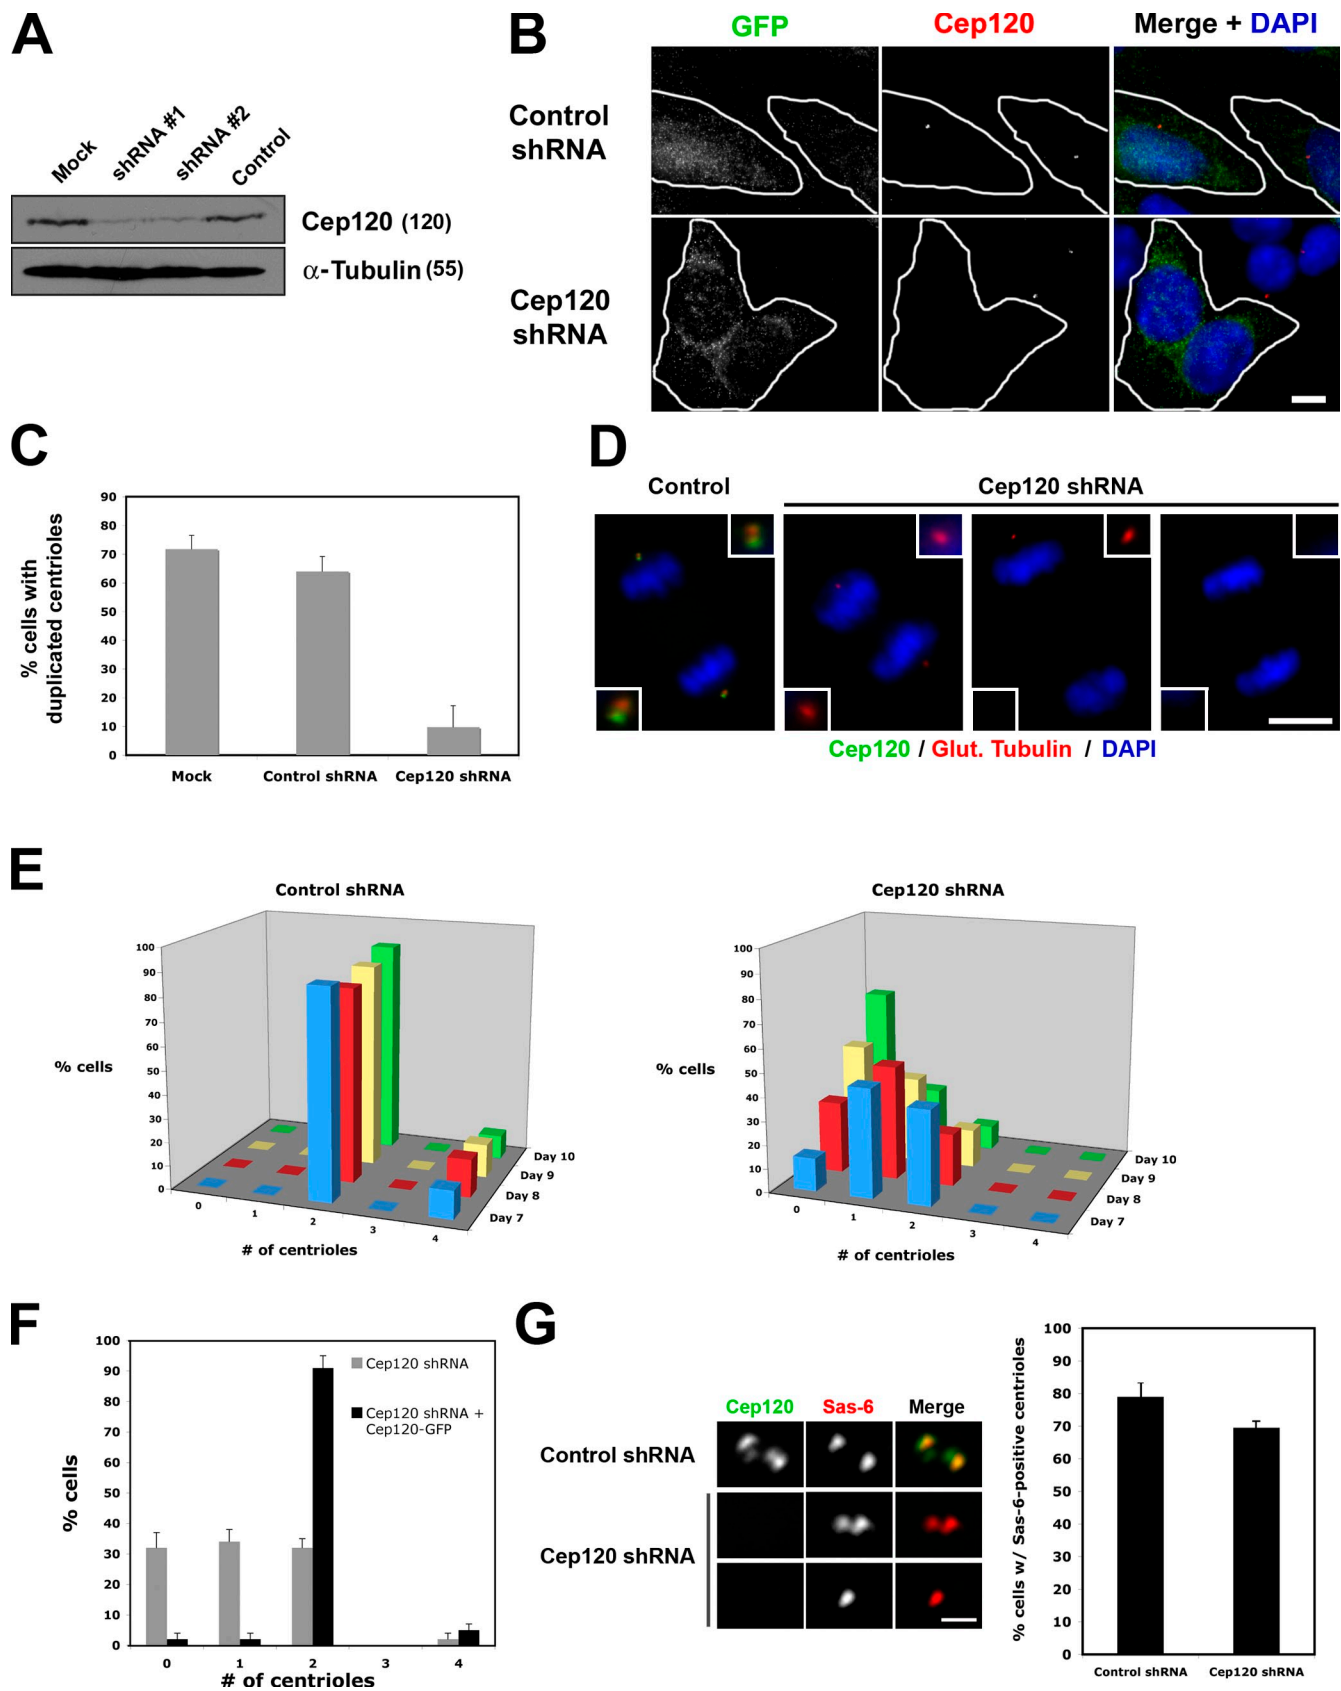 A
Mock
shRNA #1
shRNA #2
Control
Cep120 (120)
α-Tubulin (55)
B
GFP
Cep120
Merge + DAPI
Control
shRNA
Cep120
shRNA
C
% cells with
duplicated centrioles
90
80
70
60
50
40
30
20
10
0
Mock
Control shRNA
Cep120 shRNA
D
Control
Cep120 shRNA
Cep120 / Glut. Tubulin / DAPI
E
Control shRNA
% cells
100
90
80
70
60
50
40
30
20
10
0
0
1
2
3
4
Day 10
Day 9
Day 8
Day 7
# of centrioles
Cep120 shRNA
% cells
100
90
80
70
60
50
40
30
20
10
0
0
1
2
3
4
Day 10
Day 9
Day 8
Day 7
# of centrioles
F
% cells
100
90
80
70
60
50
40
30
20
10
0
Cep120 shRNA
Cep120 shRNA +
Cep120-GFP
0
1
2
3
4
# of centrioles
G
Cep120
Sas-6
Merge
Control shRNA
Cep120 shRNA
% cells w/ Sas-6-positive centrioles
100
90
80
70
60
50
40
30
20
10
0
Control shRNA
Cep120 shRNA